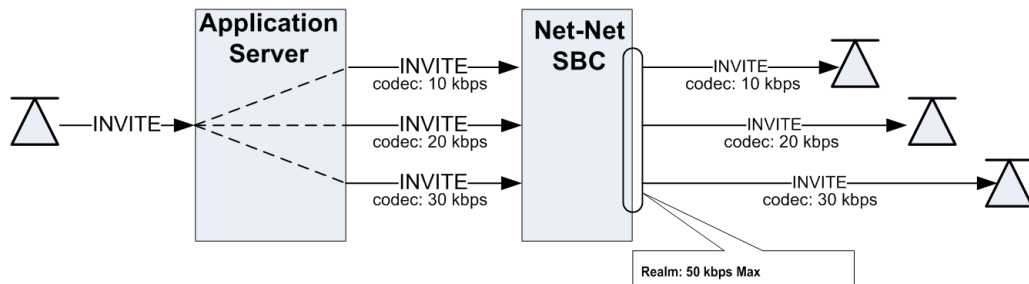 Application
Server
Net-Net
SBC
INVITE
INVITE
codec: 10 kbps
INVITE
codec: 20 kbps
INVITE
codec: 30 kbps
INVITE
codec: 10 kbps
INVITE
codec: 20 kbps
INVITE
codec: 30 kbps
Realm: 50 kbps Max